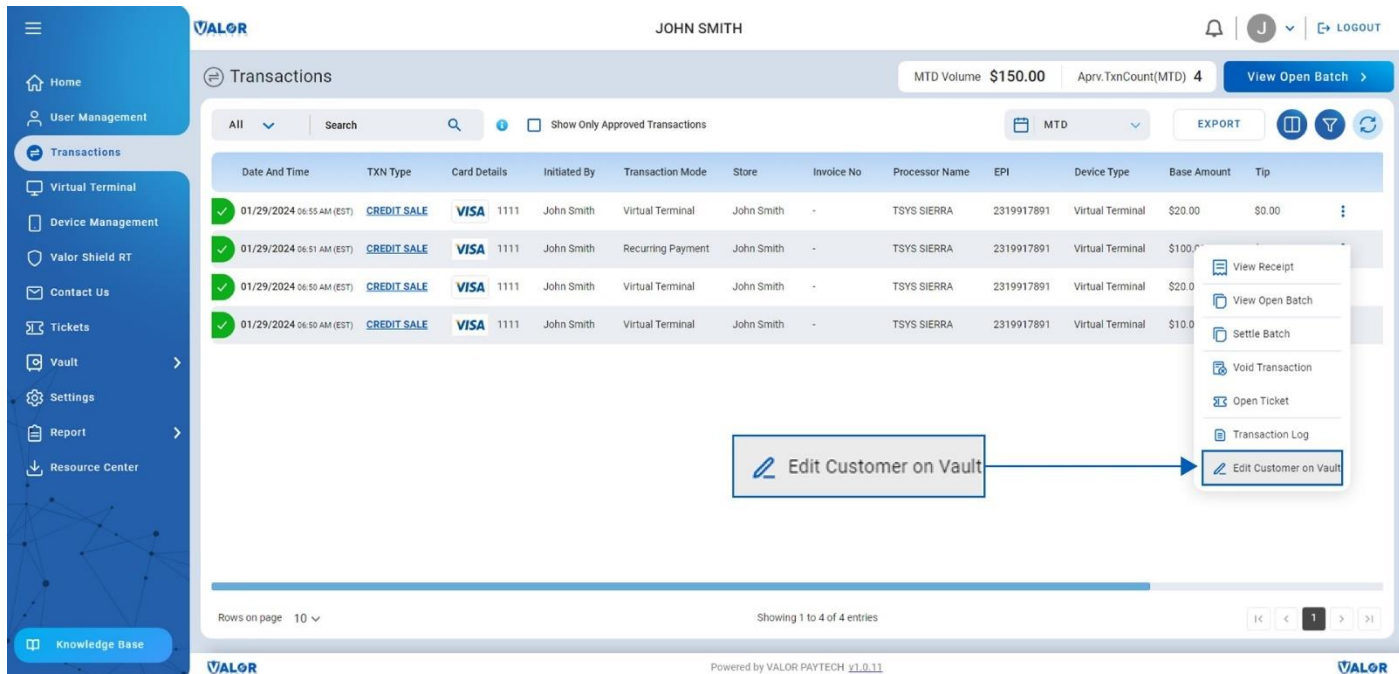 VALOR
JOHN SMITH
J
LOGOUT
Home
User Management
Transactions
Virtual Terminal
Device Management
Valor Shield RT
Contact Us
Tickets
Vault
Settings
Report
Resource Center
Knowledge Base
Transactions
MTD Volume $150.00 Aprv.TxnCount(MTD) 4 View Open Batch >
All Search Show Only Approved Transactions MTD EXPORT
Date And Time TXN Type Card Details Initiated By Transaction Mode Store Invoice No Processor Name EPI Device Type Base Amount Tip
01/29/2024 06:55 AM (EST) CREDIT SALE VISA 1111 John Smith Virtual Terminal John Smith - TSYS SIERRA 2319917891 Virtual Terminal $20.00 $0.00
01/29/2024 06:51 AM (EST) CREDIT SALE VISA 1111 John Smith Recurring Payment John Smith - TSYS SIERRA 2319917891 Virtual Terminal
01/29/2024 06:50 AM (EST) CREDIT SALE VISA 1111 John Smith Virtual Terminal John Smith - TSYS SIERRA 2319917891 Virtual Terminal $20.0
01/29/2024 06:50 AM (EST) CREDIT SALE VISA 1111 John Smith Virtual Terminal John Smith - TSYS SIERRA 2319917891 Virtual Terminal $10.0
View Receipt
View Open Batch
Settle Batch
Void Transaction
Open Ticket
Transaction Log
Edit Customer on Vault
Edit Customer on Vault
Rows on page 10 Showing 1 to 4 of 4 entries 1
VALOR Powered by VALOR PAYTECH v1.0.11 VALOR